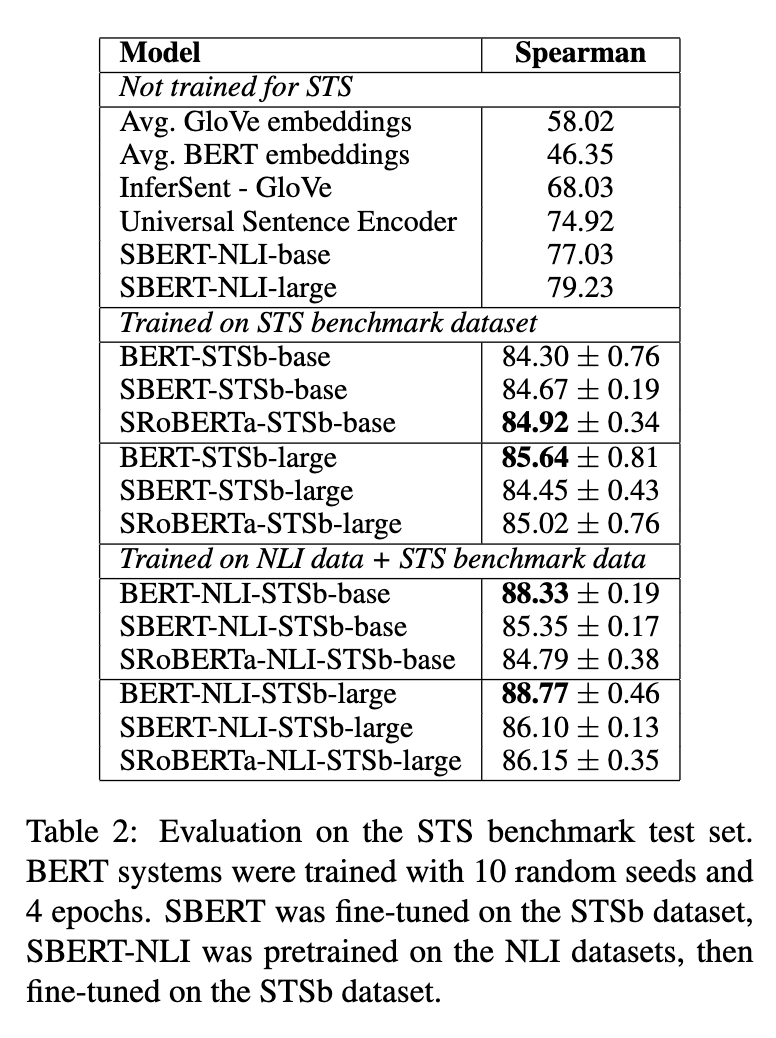 Model Spearman
Not trained for STS
Avg. GloVe embeddings 58.02
Avg. BERT embeddings 46.35
InferSent - GloVe 68.03
Universal Sentence Encoder 74.92
SBERT-NLI-base 77.03
SBERT-NLI-large 79.23
Trained on STS benchmark dataset
BERT-STSb-base 84.30 ± 0.76
SBERT-STSb-base 84.67 ± 0.19
SRoBERTa-STSb-base 84.92 ± 0.34
BERT-STSb-large 85.64 ± 0.81
SBERT-STSb-large 84.45 ± 0.43
SRoBERTa-STSb-large 85.02 ± 0.76
Trained on NLI data + STS benchmark data
BERT-NLI-STSb-base 88.33 ± 0.19
SBERT-NLI-STSb-base 85.35 ± 0.17
SRoBERTa-NLI-STSb-base 84.79 ± 0.38
BERT-NLI-STSb-large 88.77 ± 0.46
SBERT-NLI-STSb-large 86.10 ± 0.13
SRoBERTa-NLI-STSb-large 86.15 ± 0.35
Table 2: Evaluation on the STS benchmark test set.
BERT systems were trained with 10 random seeds and
4 epochs. SBERT was fine-tuned on the STSb dataset,
SBERT-NLI was pretrained on the NLI datasets, then
fine-tuned on the STSb dataset.